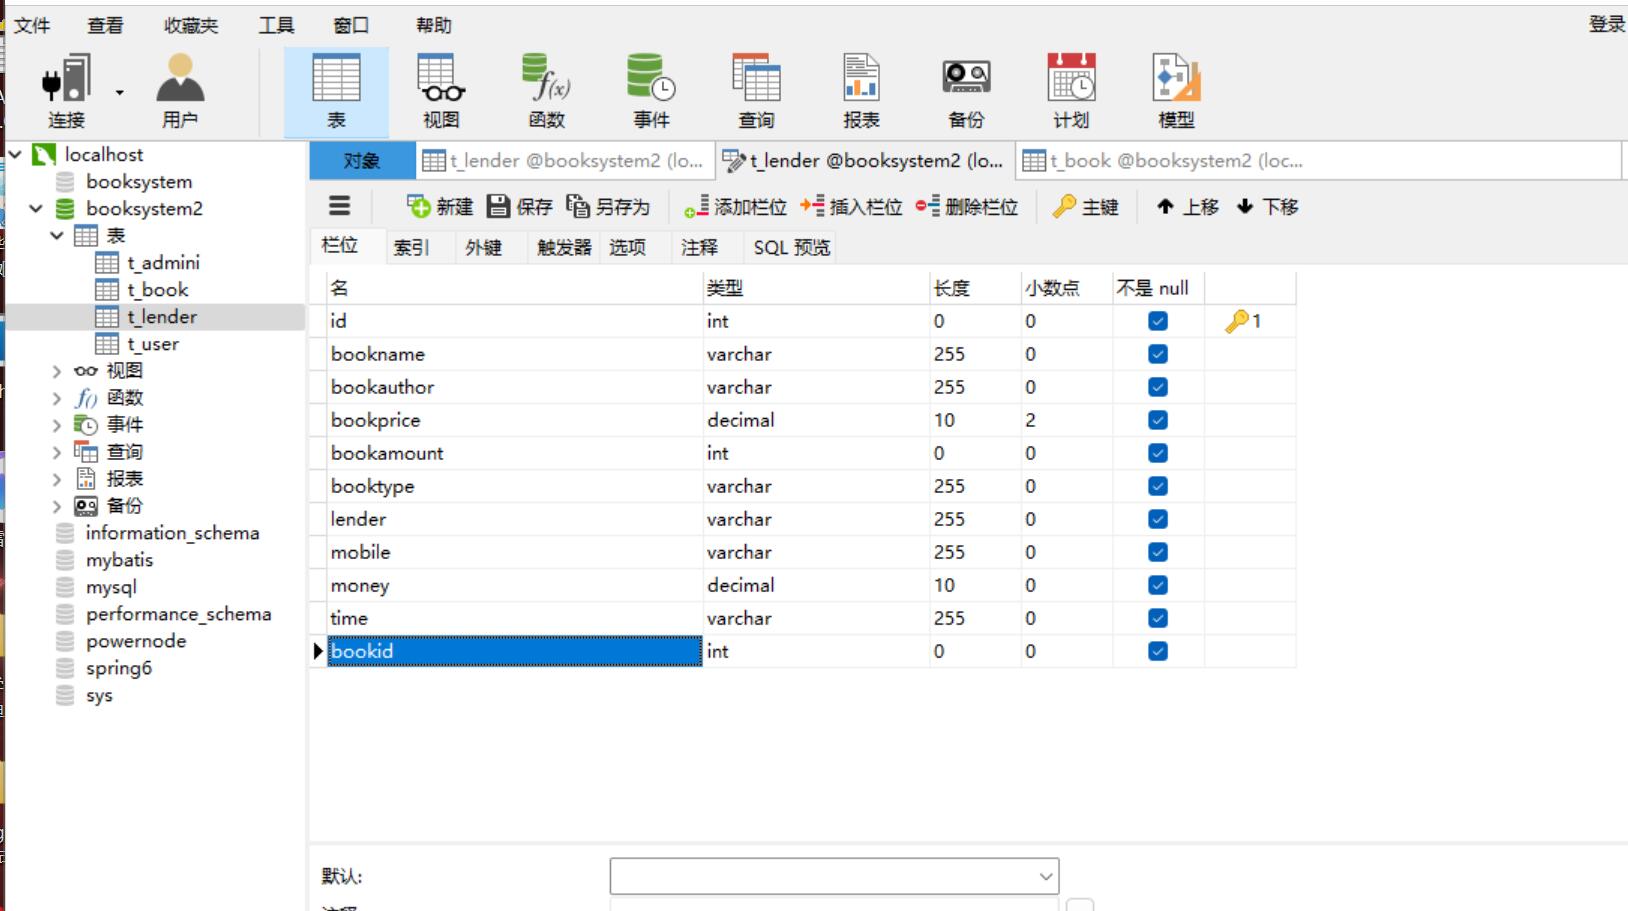 文件 查看 收藏夹 工具 窗口 帮助 登录
连接 用户 表 视图 函数 事件 查询 报表 备份 计划 模型
localhost
booksystem
booksystem2
表
t_admini
t_book
t_lender
t_user
视图
函数
事件
查询
报表
备份
information_schema
mybatis
mysql
performance_schema
powernode
spring6
sys
对象 t_lender @booksystem2 (lo... t_lender @booksystem2 (lo... t_book @booksystem2 (loc...
新建 保存 另存为 添加栏位 插入栏位 删除栏位 主键 上移 下移
栏位 索引 外键 触发器 选项 注释 SQL 预览
名 类型 长度 小数点 不是 null
id int 0 0 1
bookname varchar 255 0
bookauthor varchar 255 0
bookprice decimal 10 2
bookamount int 0 0
booktype varchar 255 0
lender varchar 255 0
mobile varchar 255 0
money decimal 10 0
time varchar 255 0
bookid int 0 0
默认: